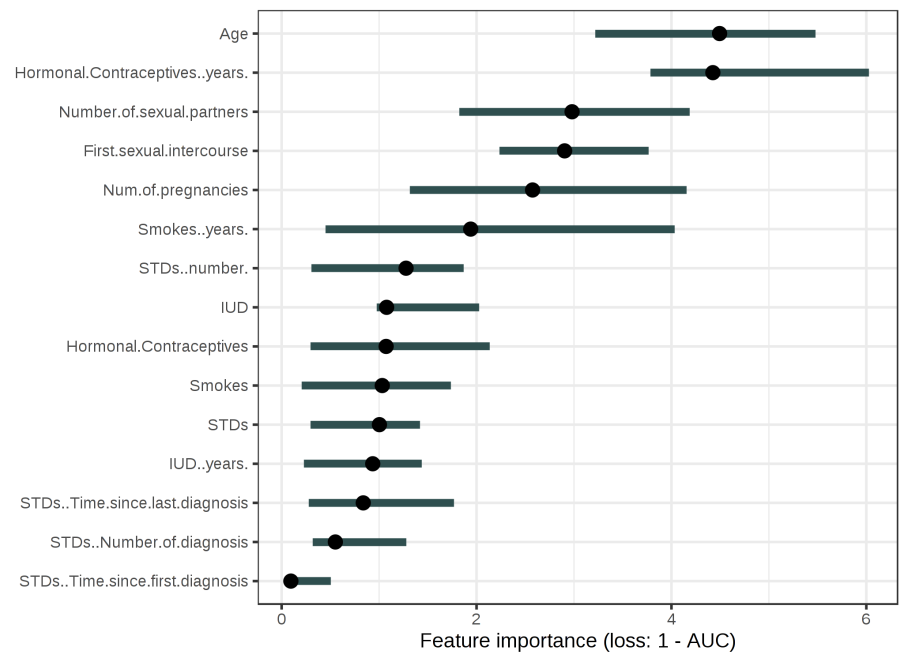 Age
Hormonal.Contraceptives..years.
Number.of.sexual.partners
First.sexual.intercourse
Num.of.pregnancies
Smokes..years.
STDs..number.
IUD
Hormonal.Contraceptives
Smokes
STDs
IUD..years.
STDs..Time.since.last.diagnosis
STDs..Number.of.diagnosis
STDs..Time.since.first.diagnosis
0 2 4 6
Feature importance (loss: 1 - AUC)